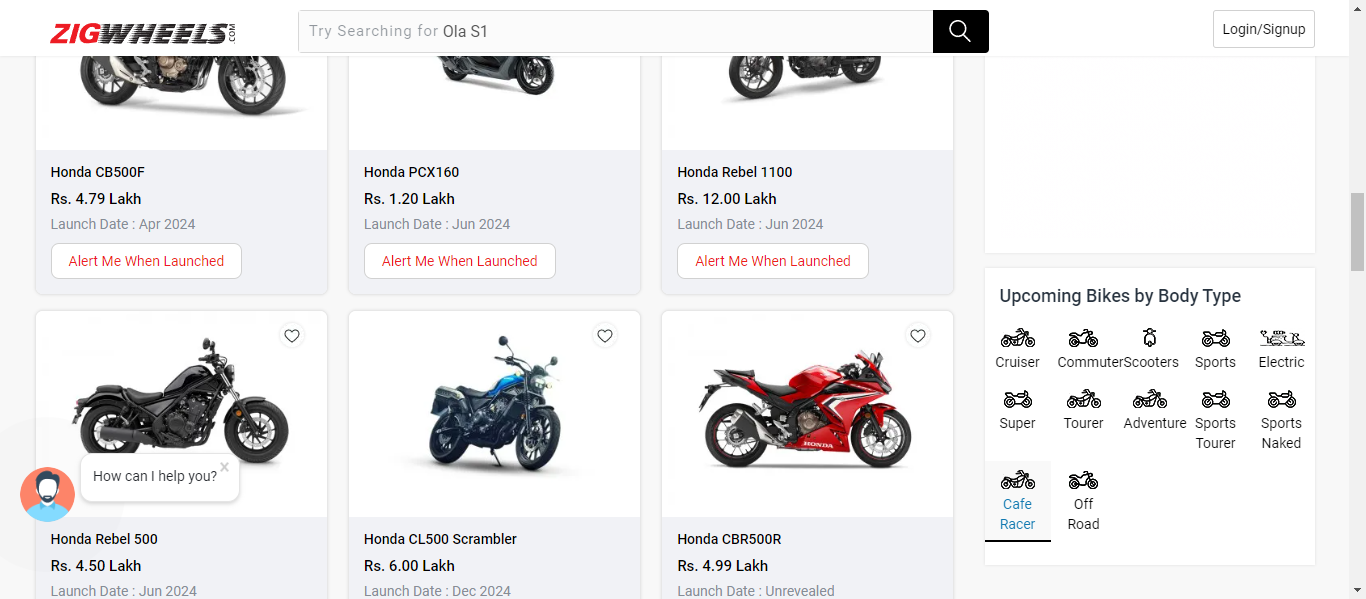 ZIGWHEELS.COM
Try Searching for Ola S1
Login/Signup
Honda CB500F
Rs. 4.79 Lakh
Launch Date : Apr 2024
Alert Me When Launched
Honda PCX160
Rs. 1.20 Lakh
Launch Date : Jun 2024
Alert Me When Launched
Honda Rebel 1100
Rs. 12.00 Lakh
Launch Date : Jun 2024
Alert Me When Launched
HONDA
How can I help you?
Honda Rebel 500
Rs. 4.50 Lakh
Launch Date : Jun 2024
Honda CL500 Scrambler
Rs. 6.00 Lakh
Launch Date : Dec 2024
Honda CBR500R
Rs. 4.99 Lakh
Launch Date : Unrevealed
Upcoming Bikes by Body Type
Cruiser
Commuter
Scooters
Sports
Electric
Super
Tourer
Adventure
Sports
Tourer
Sports
Naked
Cafe
Racer
Off
Road